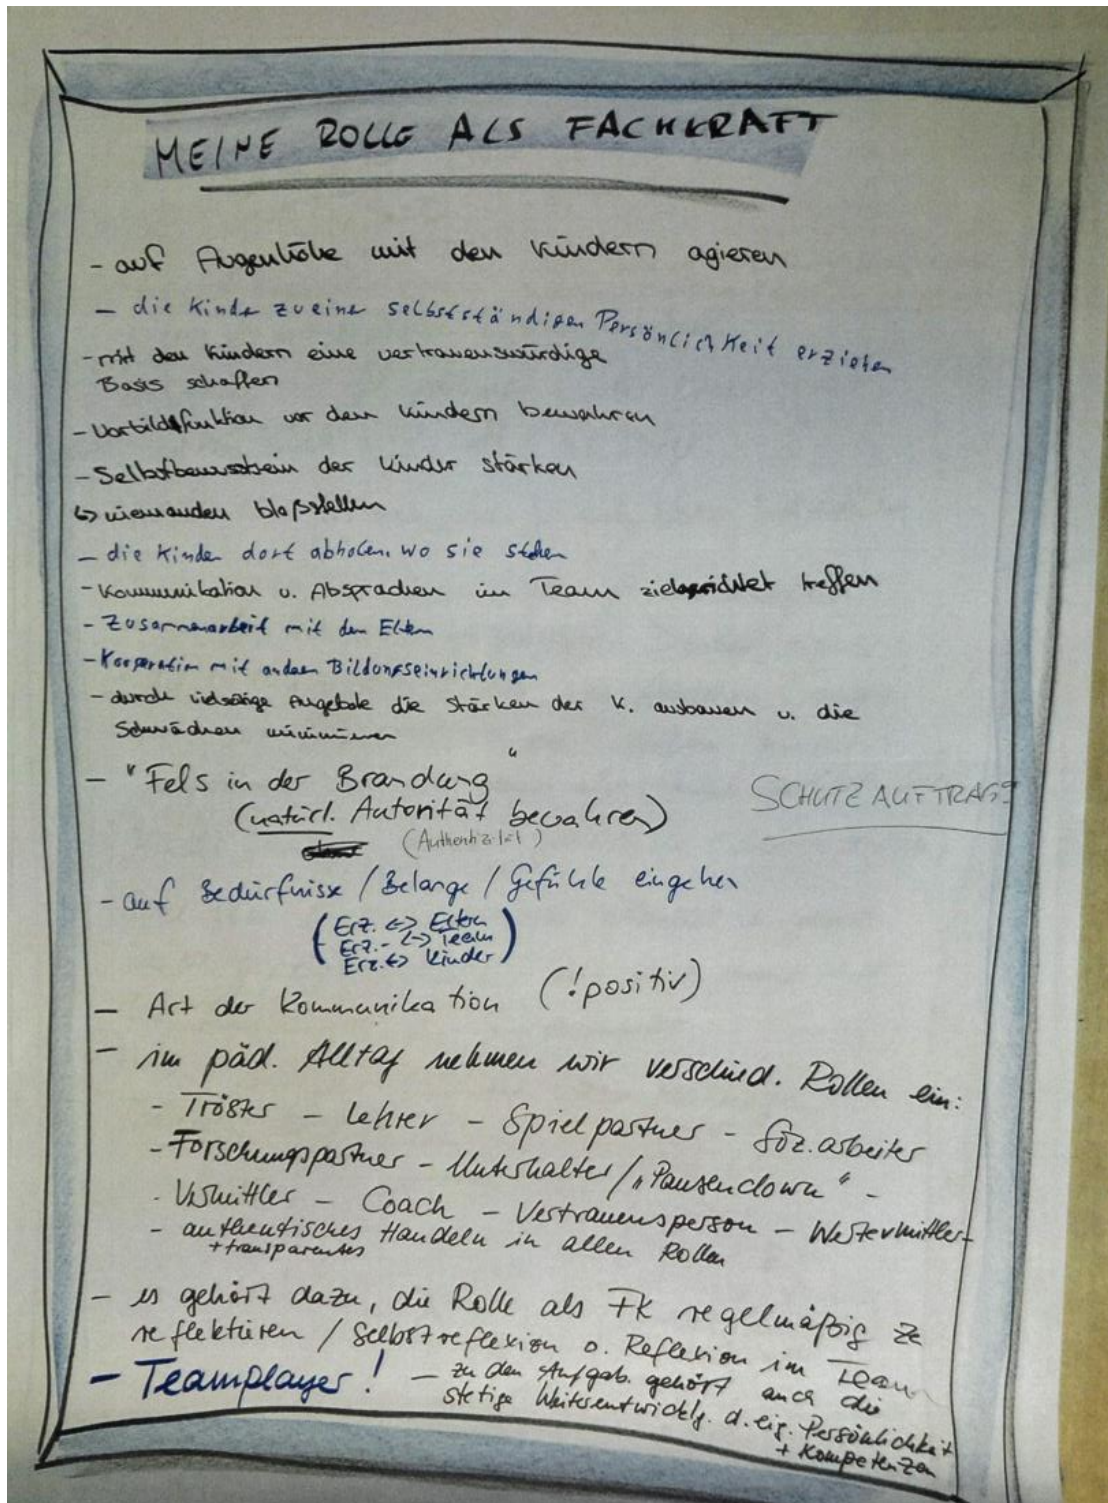 MEINE ROLLE ALS FACHKRAFT
- auf Augenhöhe mit den Kindern agieren
- die Kinder zu einer selbstständigen Persönlichkeit erziehen
- mit den Kindern eine vertrauenswürdige
Basis schaffen
- Vorbildfunktion vor den Kindern bewahren
- Selbstbewusstsein der Kinder stärken
↳ niemanden bloßstellen
- die Kinder dort abholen, wo sie stehen
- Kommunikation u. Absprachen im Team zielgerichtet treffen
- Zusammenarbeit mit den Eltern
- Kooperation mit anderen Bildungseinrichtungen
- durch vielseitige Angebote die Stärken der K. ausbauen u. die
Schwächen minimieren
- "Fels in der Brandung"
(natürl. Autorität bewahren)
(Authentizität)
SCHUTZAUFTRAG?
- auf Bedürfnisse / Belange / Gefühle eingehen
(Erz. <-> Eltern
Erz. - <-> Team
Erz. <-> Kinder)
- Art der Kommunikation (!positiv)
- im päd. Alltag nehmen wir verschied. Rollen ein:
- Tröster - Lehrer - Spielpartner - Soz.arbeiter
- Forschungspartner - Unterhalter / "Pausenclown" -
- Vermittler - Coach - Vertrauensperson - Wertevermittler -
- authentisches Handeln in allen Rollen
+ transparentes
- es gehört dazu, die Rolle als FK regelmäßig zu
reflektieren / Selbstreflexion o. Reflexion im Team
- Teamplayer! - zu den Aufgab. gehört auch die
stetige Weiterentwicklg. d. eig. Persönlichkeit
+ Kompetenzen